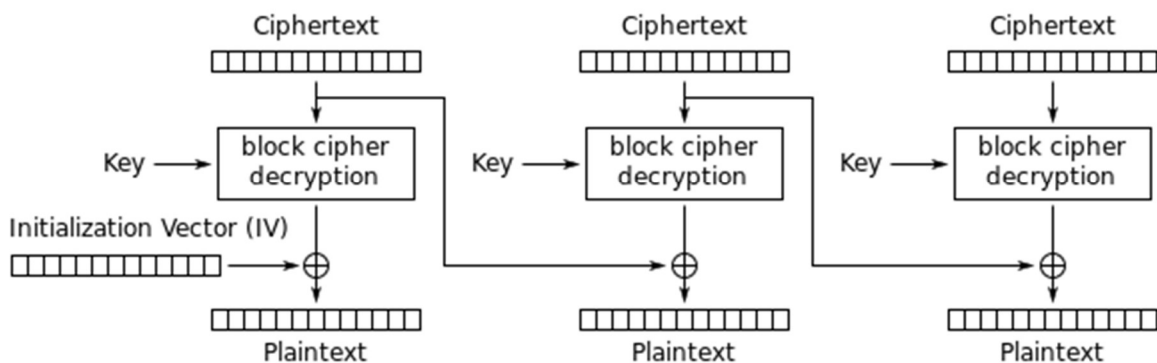 Ciphertext
Ciphertext
Ciphertext
Key
block cipher
decryption
Key
block cipher
decryption
Key
block cipher
decryption
Initialization Vector (IV)
Plaintext
Plaintext
Plaintext